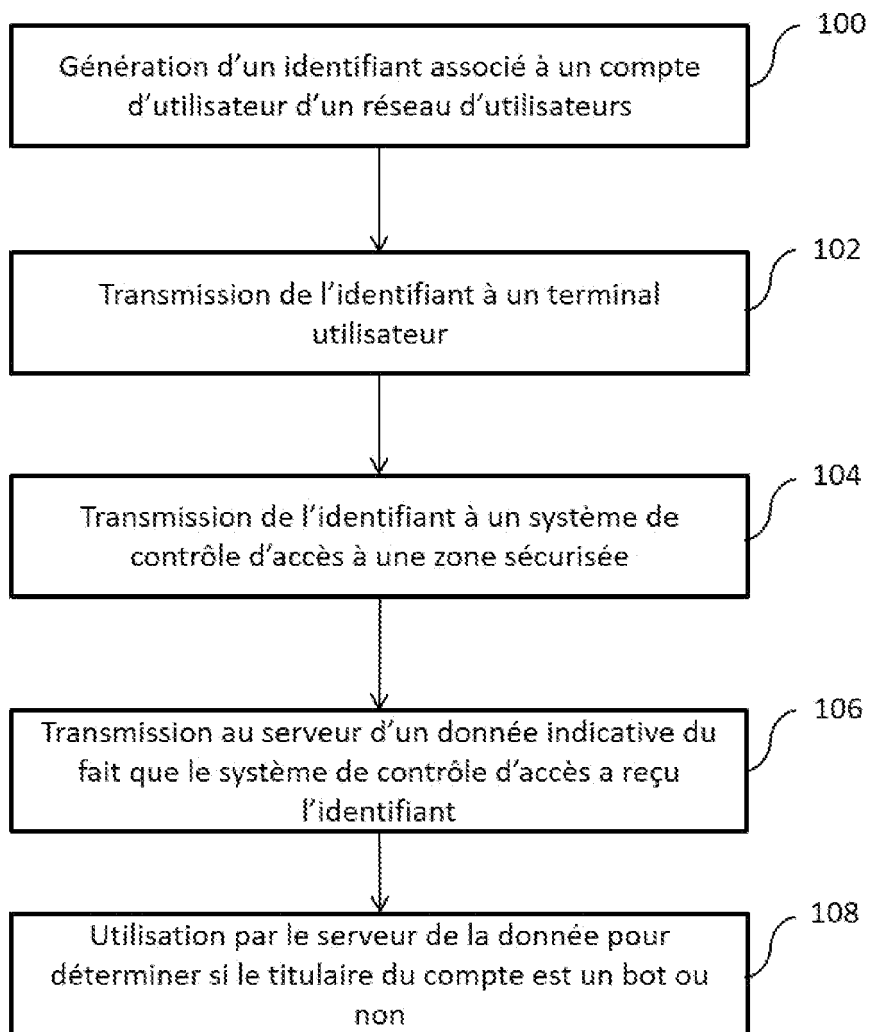 100
Génération d'un identifiant associé à un compte
d'utilisateur d'un réseau d'utilisateurs
102
Transmission de l'identifiant à un terminal
utilisateur
104
Transmission de l'identifiant à un système de
contrôle d'accès à une zone sécurisée
106
Transmission au serveur d'un donnée indicative du
fait que le système de contrôle d'accès a reçu
l'identifiant
108
Utilisation par le serveur de la donnée pour
déterminer si le titulaire du compte est un bot ou
non